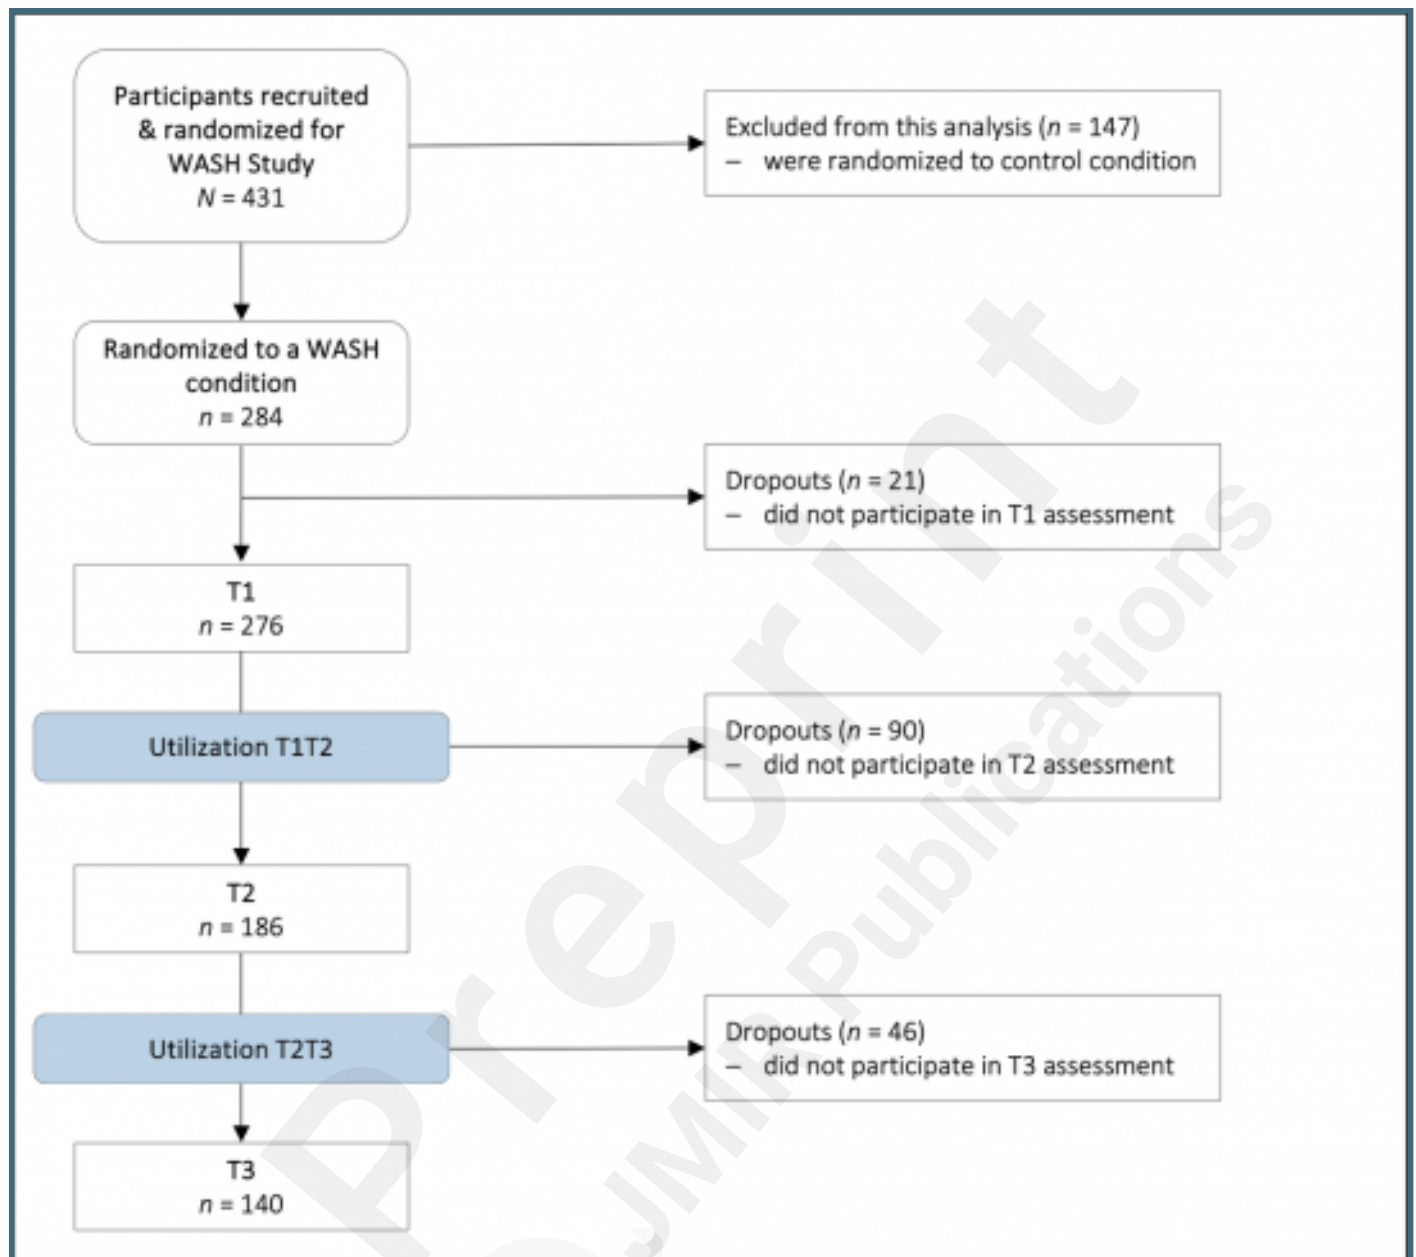 Participants recruited
& randomized for
WASH Study
N = 431
Excluded from this analysis (n = 147)
– were randomized to control condition
Randomized to a WASH
condition
n = 284
Dropouts (n = 21)
– did not participate in T1 assessment
T1
n = 276
Utilization T1T2
Dropouts (n = 90)
– did not participate in T2 assessment
T2
n = 186
Utilization T2T3
Dropouts (n = 46)
– did not participate in T3 assessment
T3
n = 140
Preprint
JMIR Publications